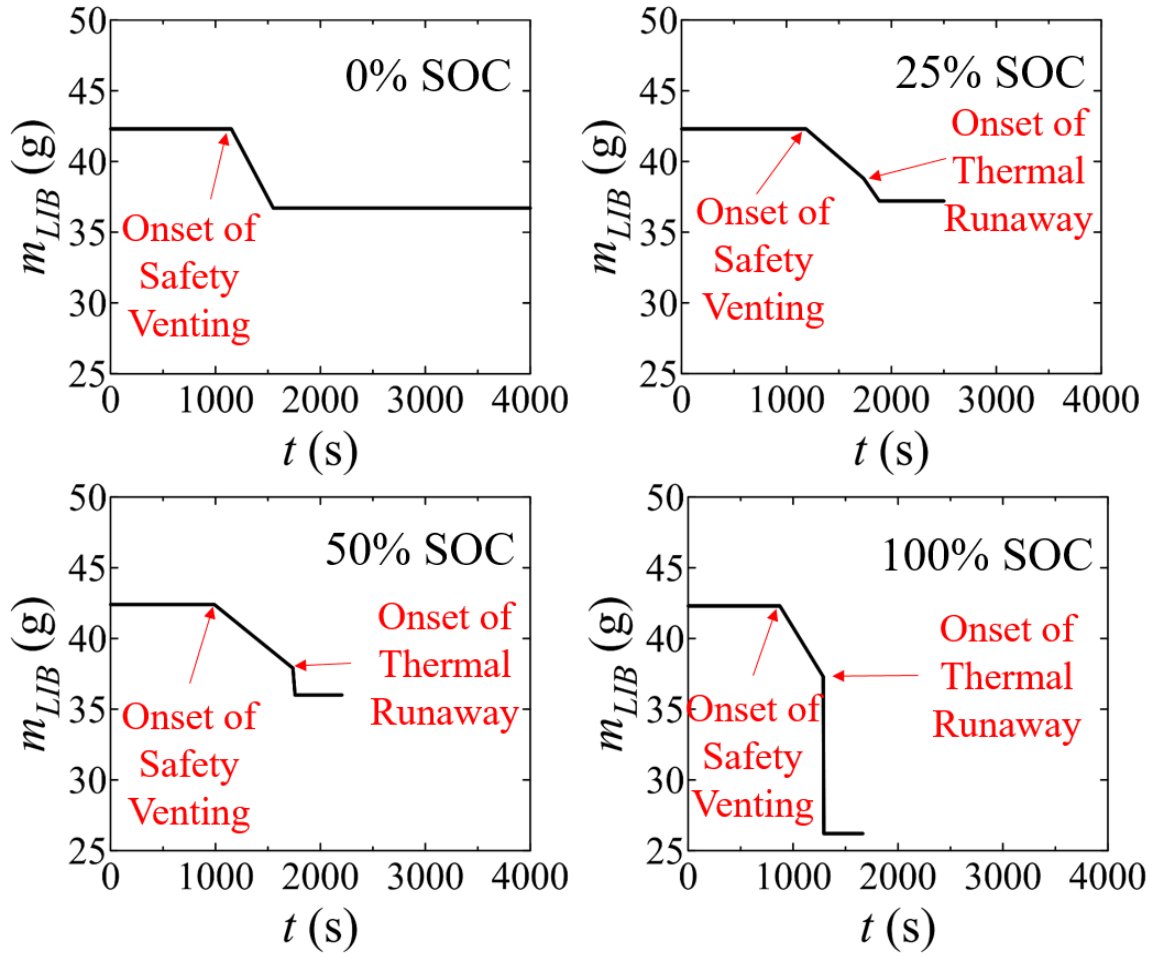 50
45
40
35
30
25
m_LIB (g)
0% SOC
Onset of
Safety
Venting
0 1000 2000 3000 4000
t (s)
50
45
40
35
30
25
m_LIB (g)
25% SOC
Onset of
Thermal
Runaway
Onset of
Safety
Venting
0 1000 2000 3000 4000
t (s)
50
45
40
35
30
25
m_LIB (g)
50% SOC
Onset of
Thermal
Runaway
Onset of
Safety
Venting
0 1000 2000 3000 4000
t (s)
50
45
40
35
30
25
m_LIB (g)
100% SOC
Onset of
Thermal
Runaway
Onset of
Safety
Venting
0 1000 2000 3000 4000
t (s)